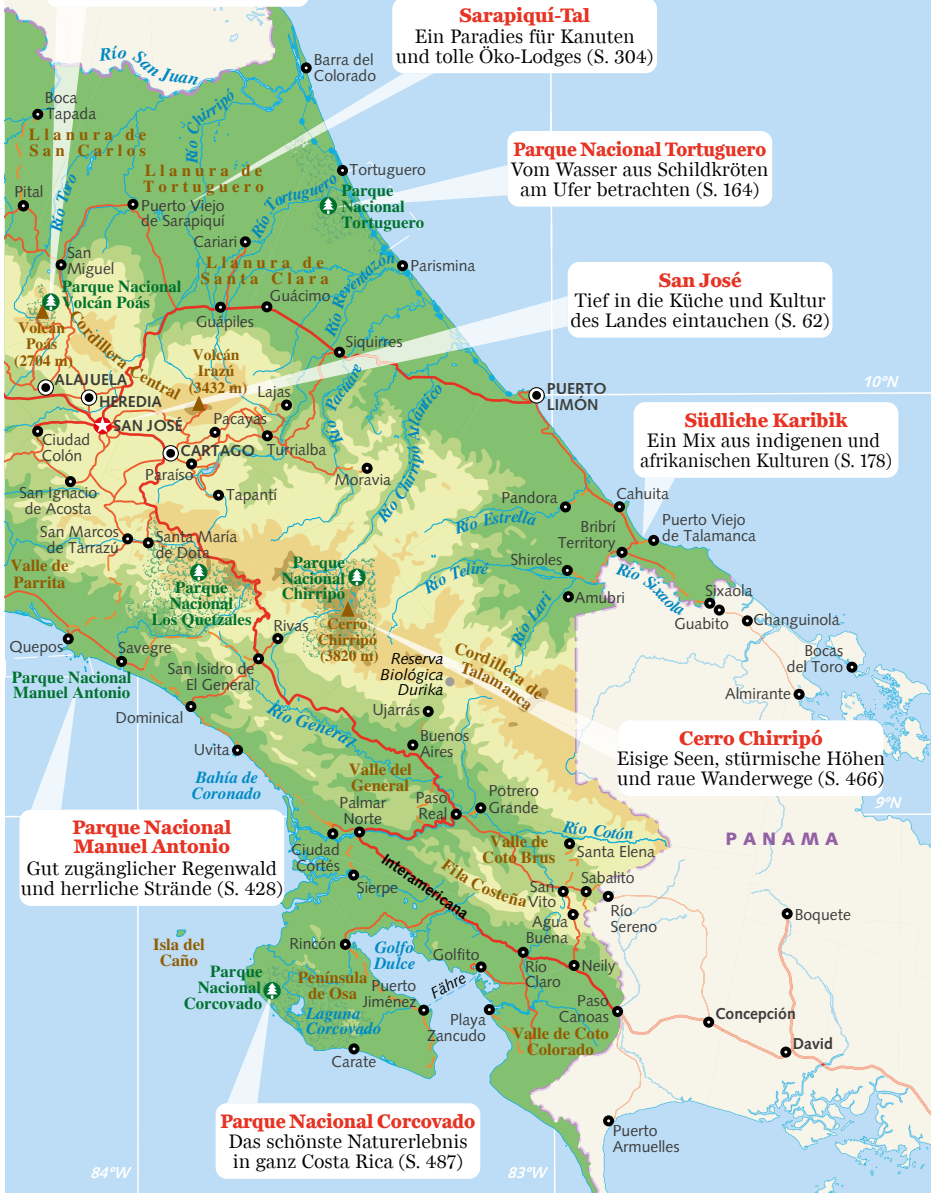 Sarapiquí-Tal
Ein Paradies für Kanuten
und tolle Öko-Lodges (S. 304)
Río San Juan
Barra del
Colorado
Boca
Tapada
Río Chirripó
Llanura de
San Carlos
Parque Nacional Tortuguero
Vom Wasser aus Schildkröten
am Ufer betrachten (S. 164)
Llanura de
Tortuguero
Tortuguero
Pital
Río Toro
Puerto Viejo
de Sarapiquí
Río Tortuguero
Parque
Nacional
Tortuguero
Cariari
San
Miguel
Llanura de
Santa Clara
Río Reventazón
Parismina
San José
Tief in die Küche und Kultur
des Landes eintauchen (S. 62)
Parque Nacional
Volcán Poás
Guácimo
Guápiles
Volcán
Poás
(2704 m)
Cordillera Central
Siquirres
Volcán
Irazú
(3432 m)
ALAJUELA
HEREDIA
Lajas
Río Pacuare
Río Chirripó Atlántico
PUERTO
LIMÓN
10°N
SAN JOSÉ
Pacayas
Ciudad
Colón
CARTAGO
Turrialba
Südliche Karibik
Ein Mix aus indigenen und
afrikanischen Kulturen (S. 178)
Paraíso
Moravia
San Ignacio
de Acosta
Tapantí
Pandora
Cahuita
Río Estrella
San Marcos
de Tarrazú
Santa María
de Dota
Bribrí
Territory
Puerto Viejo
de Talamanca
Valle de
Parrita
Parque
Nacional
Chirripó
Shiroles
Río Teliré
Río Sixaola
Parque
Nacional
Los Quetzales
Amubri
Sixaola
Guabito
Changuinola
Río Lari
Cerro
Chirripó
(3820 m)
Rivas
Quepos
Savegre
Reserva
Biológica
Durika
Cordillera de
Talamanca
Bocas
del Toro
Parque Nacional
Manuel Antonio
San Isidro de
El General
Almirante
Dominical
Río General
Ujarrás
Buenos
Aires
Cerro Chirripó
Eisige Seen, stürmische Höhen
und raue Wanderwege (S. 466)
Uvita
Bahía de
Coronado
Valle del
General
Palmar
Norte
Paso
Real
Potrero
Grande
9°N
Parque Nacional
Manuel Antonio
Gut zugänglicher Regenwald
und herrliche Strände (S. 428)
Ciudad
Cortés
Río Cotón
Valle de
Coto Brus
Santa Elena
PANAMA
Sierpe
Interamericana
Fila Costeña
San
Vito
Sabalito
Río
Sereno
Boquete
Agua
Buena
Isla del
Caño
Rincón
Golfo
Dulce
Golfito
Río
Claro
Neily
Parque
Nacional
Corcovado
Península
de Osa
Puerto
Jiménez
Fähre
Laguna
Corcovado
Playa
Zancudo
Paso
Canoas
Concepción
Valle de Coto
Colorado
David
Carate
Parque Nacional Corcovado
Das schönste Naturerlebnis
in ganz Costa Rica (S. 487)
Puerto
Armuelles
84°W
83°W